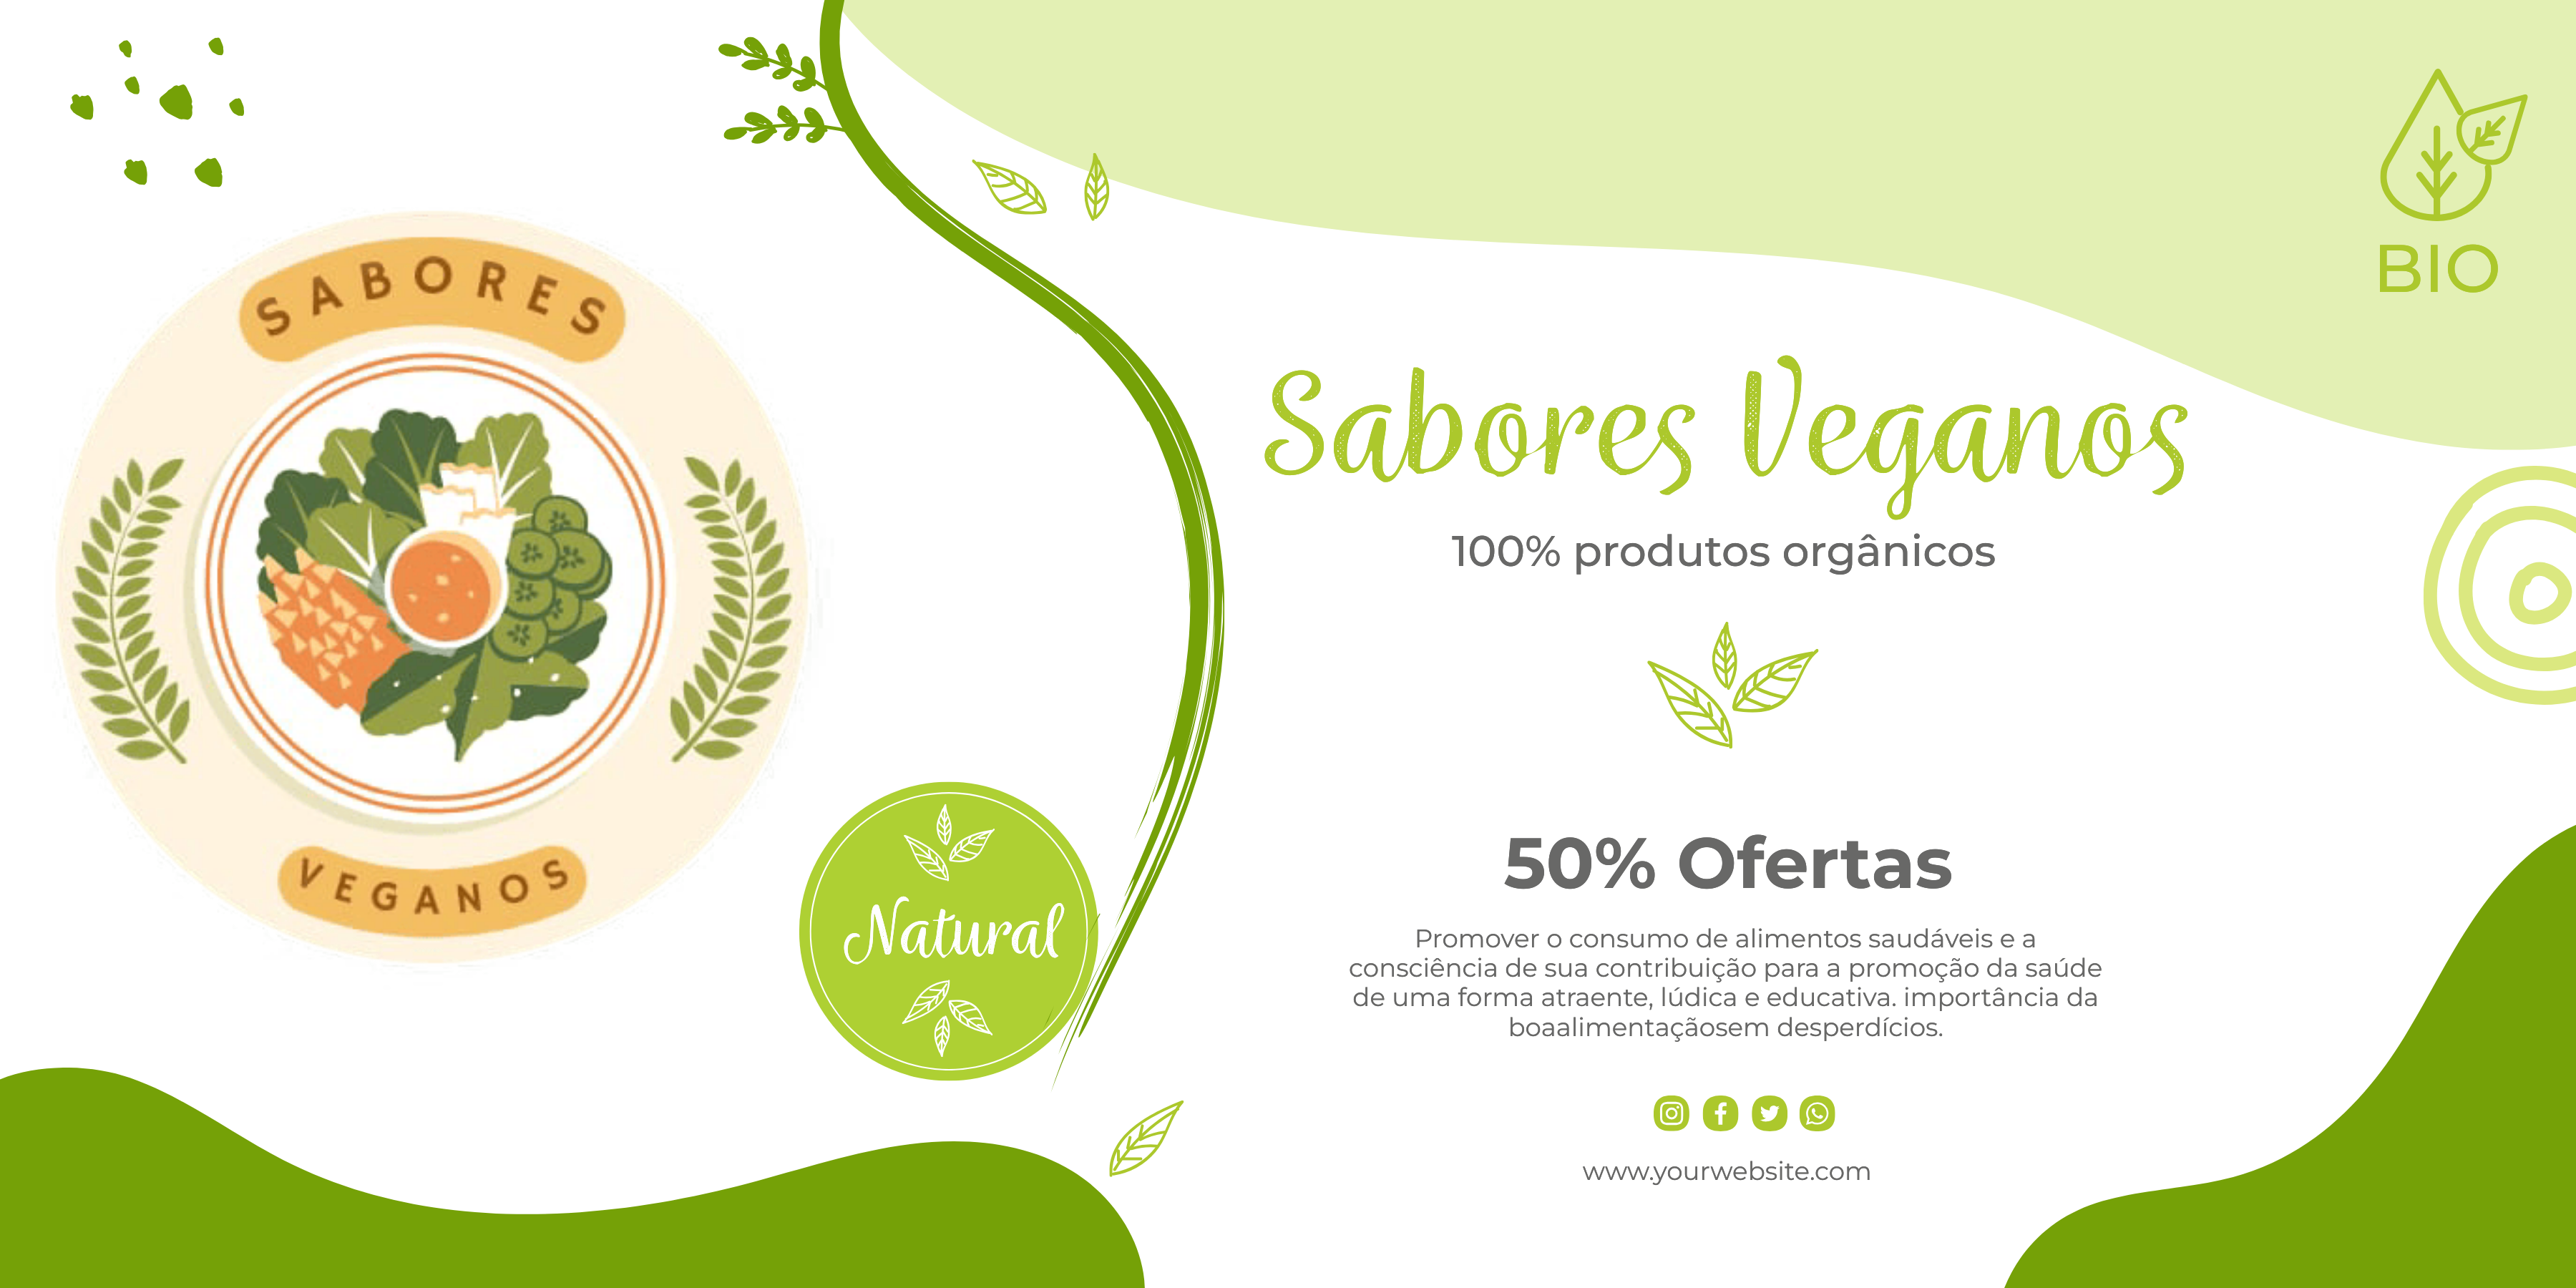 SABORES
VEGANOS
Natural
BIO
Sabores Veganos
100% produtos orgânicos
50% Ofertas
Promover o consumo de alimentos saudáveis e a
consciência de sua contribuição para a promoção da saúde
de uma forma atraente, lúdica e educativa. importância da
boaalimentaçãosem desperdícios.
www.yourwebsite.com